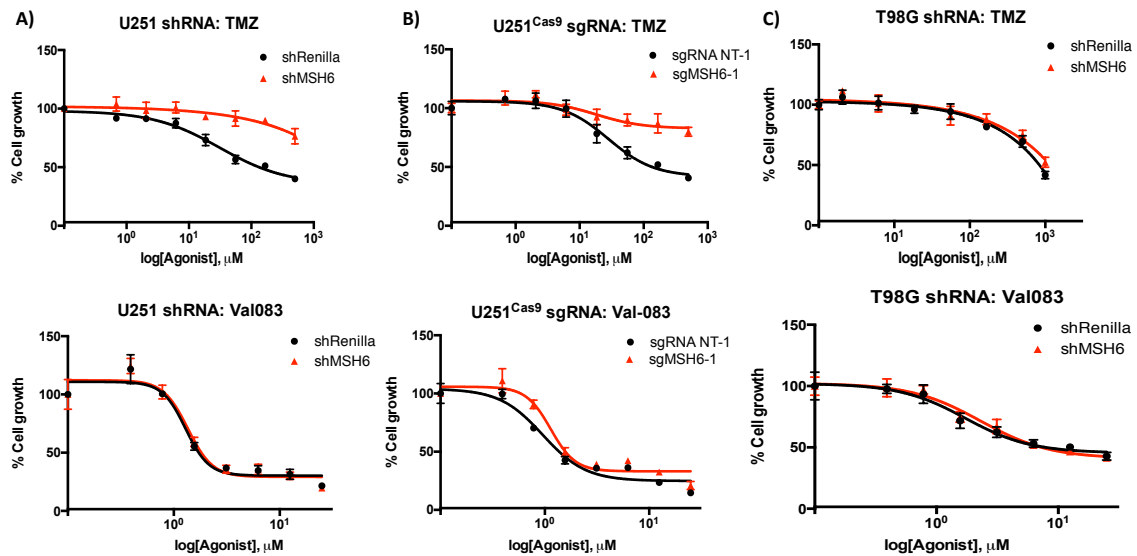 A)
U251 shRNA: TMZ
150
100
50
0
% Cell growth
shRenilla
shMSH6
10⁰ 10¹ 10² 10³
log[Agonist], μM
B)
U251Cas9 sgRNA: TMZ
150
100
50
0
% Cell growth
sgRNA NT-1
sgMSH6-1
10⁰ 10¹ 10² 10³
log[Agonist], μM
C)
T98G shRNA: TMZ
150
100
50
0
% Cell growth
shRenilla
shMSH6
10¹ 10² 10³
log[Agonist], μM
U251 shRNA: Val083
150
100
50
0
% Cell growth
shRenilla
shMSH6
10⁰ 10¹
log[Agonist], μM
U251Cas9 sgRNA: Val-083
150
100
50
0
% Cell growth
sgRNA NT-1
sgMSH6-1
10⁰ 10¹
log[Agonist], μM
T98G shRNA: Val083
150
100
50
0
% Cell growth
shRenilla
shMSH6
10⁰ 10¹
log[Agonist], μM